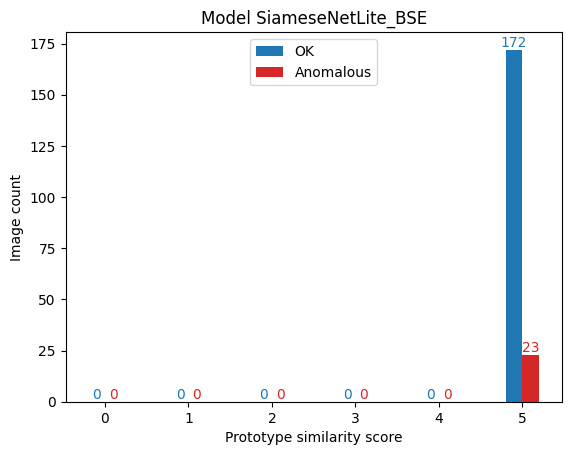 Model SiameseNetLite_BSE
OK
Anomalous
Image count
175
150
125
100
75
50
25
0
0 0 0 0 0 0 0 0 0 0 172 23
0 1 2 3 4 5
Prototype similarity score